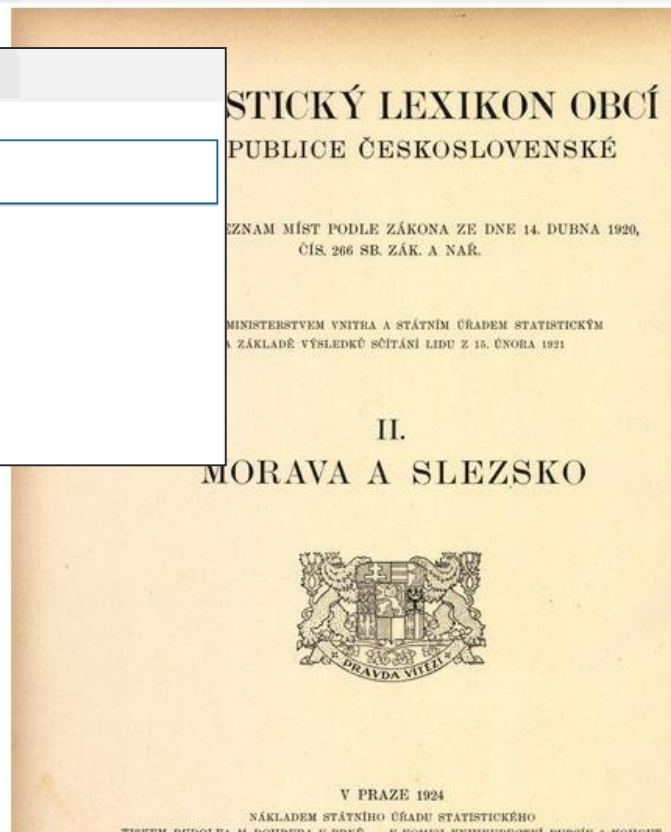 STICKÝ LEXIKON OBCÍ
PUBLICE ČESKOSLOVENSKÉ
EZNAM MÍST PODLE ZÁKONA ZE DNE 14. DUBNA 1920,
ČÍS. 266 SB. ZÁK. A NAŘ.
MINISTERSTVEM VNITRA A STÁTNÍM ÚŘADEM STATISTICKÝM
A ZÁKLADĚ VÝSLEDKŮ SČÍTÁNÍ LIDU Z 15. ÚNORA 1921
II.
MORAVA A SLEZSKO
PRAVDA VÍTĚZÍ
V PRAZE 1924
NÁKLADEM STÁTNÍHO ÚŘADU STATISTICKÉHO